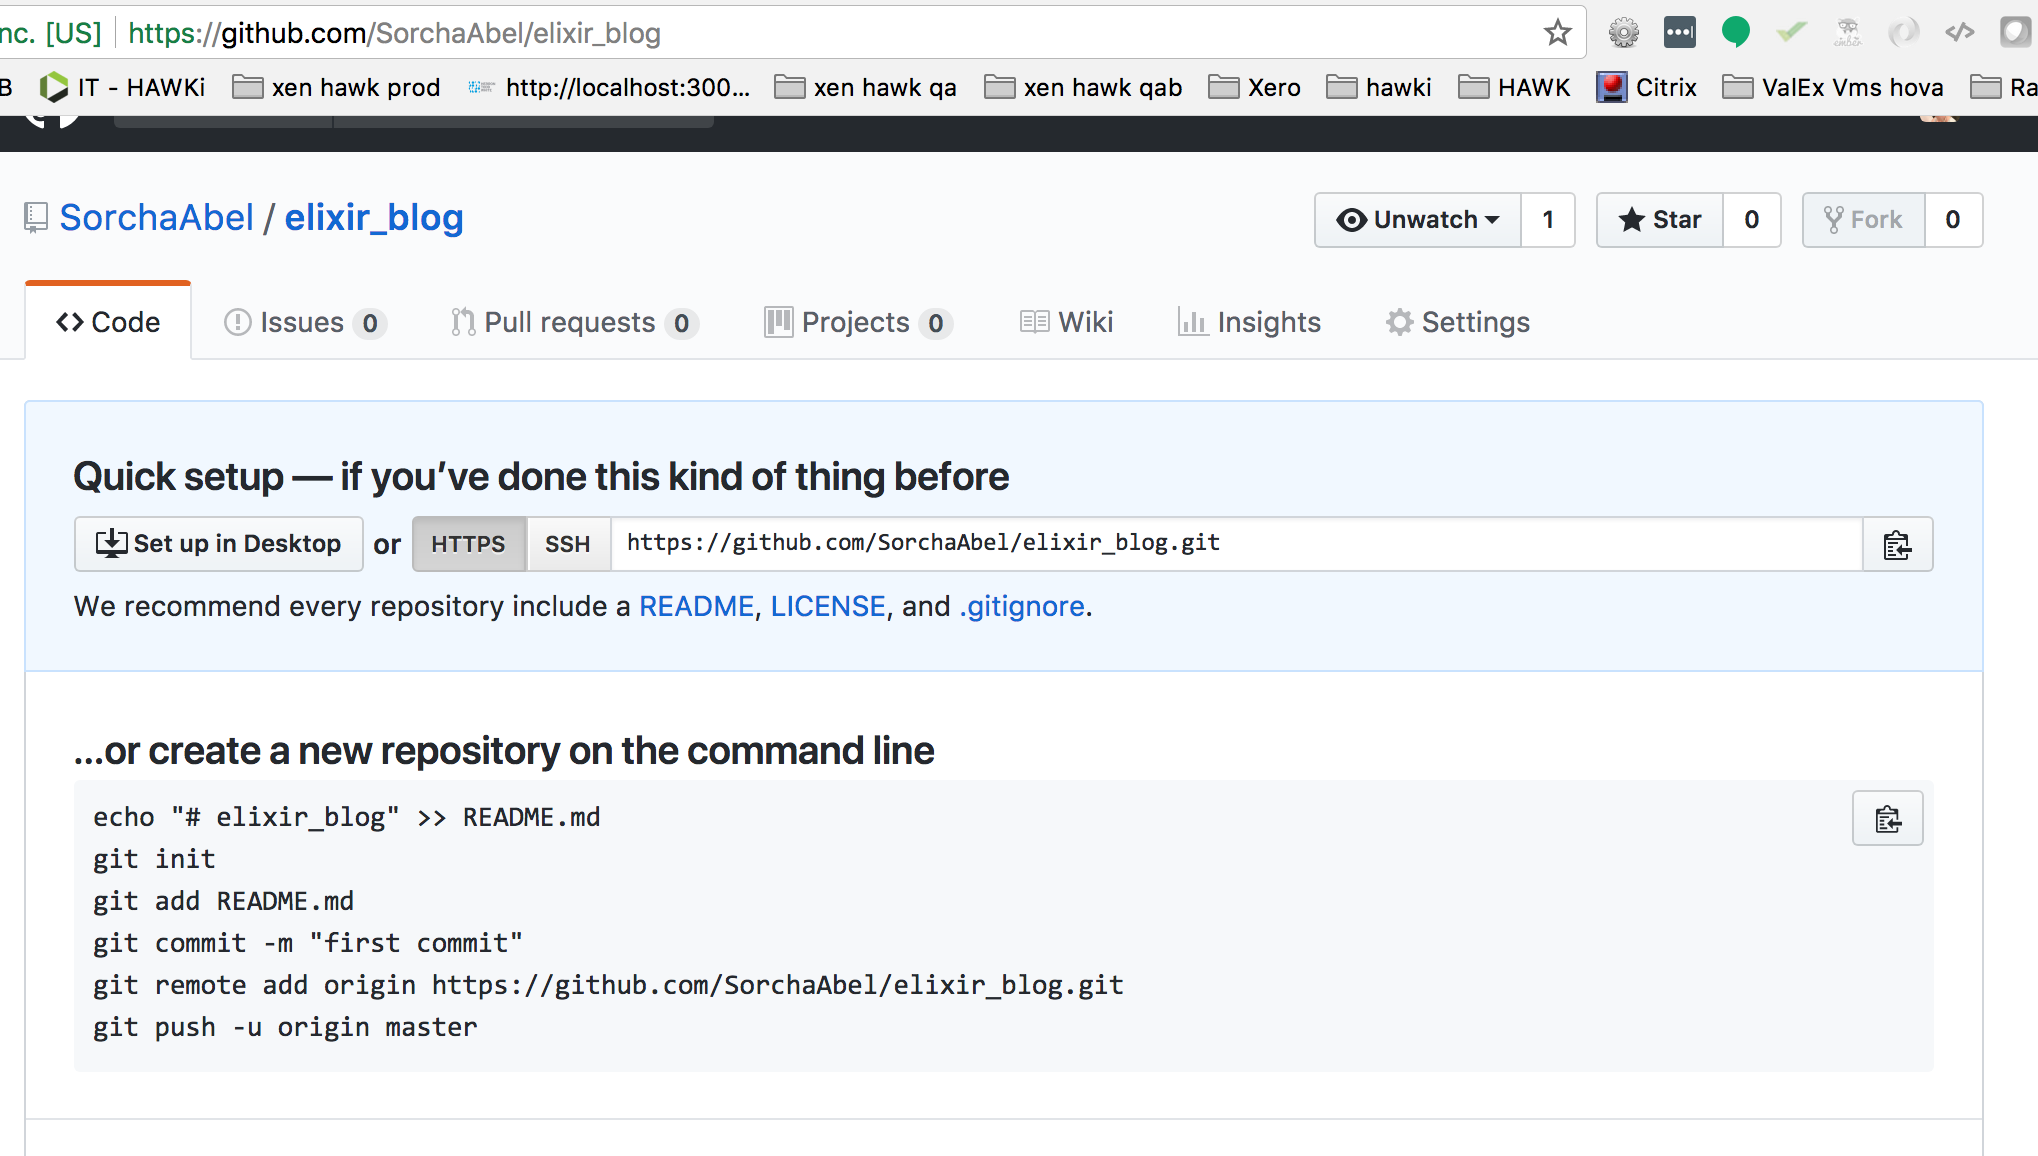 nc. [US] https://github.com/SorchaAbel/elixir_blog
B IT - HAWKi xen hawk prod http://localhost:300... xen hawk qa xen hawk qab Xero hawki HAWK Citrix ValEx Vms hova Ra
SorchaAbel / elixir_blog Unwatch 1 Star 0 Fork 0
Code Issues 0 Pull requests 0 Projects 0 Wiki Insights Settings
Quick setup — if you’ve done this kind of thing before
Set up in Desktop or HTTPS SSH https://github.com/SorchaAbel/elixir_blog.git
We recommend every repository include a README, LICENSE, and .gitignore.
…or create a new repository on the command line
echo "# elixir_blog" >> README.md
git init
git add README.md
git commit -m "first commit"
git remote add origin https://github.com/SorchaAbel/elixir_blog.git
git push -u origin master